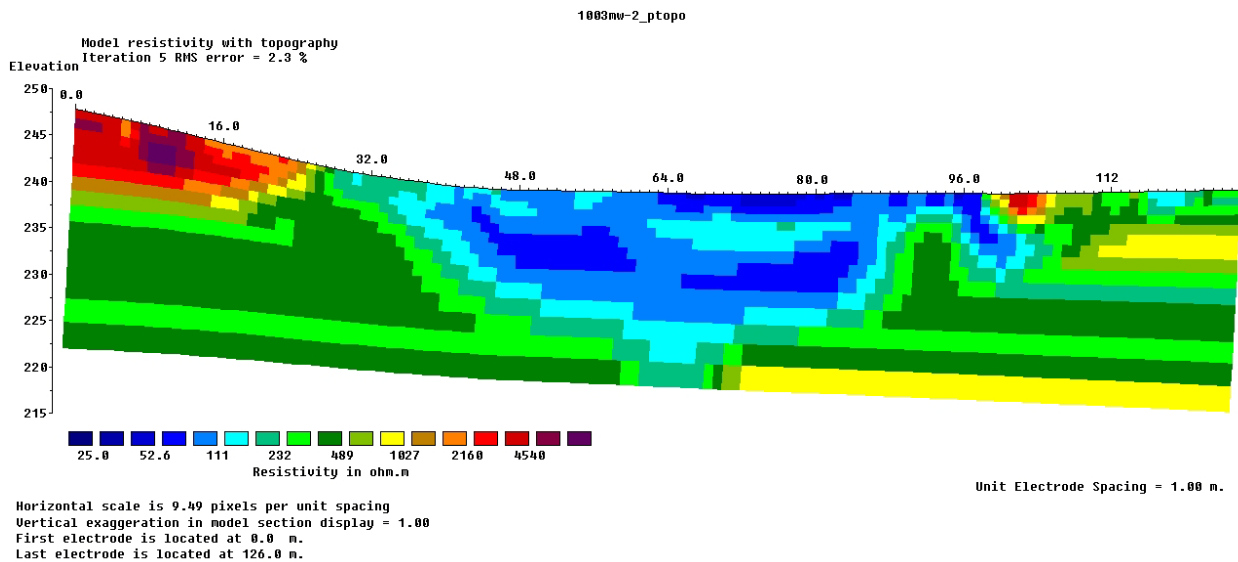 1003mw-2_ptopo
Model resistivity with topography
Iteration 5 RMS error = 2.3 %
Elevation
250
0.0
245
16.0
240
32.0
48.0
64.0
80.0
96.0
112
235
230
225
220
215
25.0 52.6 111 232 489 1027 2160 4540
Resistivity in ohm.m
Unit Electrode Spacing = 1.00 m.
Horizontal scale is 9.49 pixels per unit spacing
Vertical exaggeration in model section display = 1.00
First electrode is located at 0.0 m.
Last electrode is located at 126.0 m.